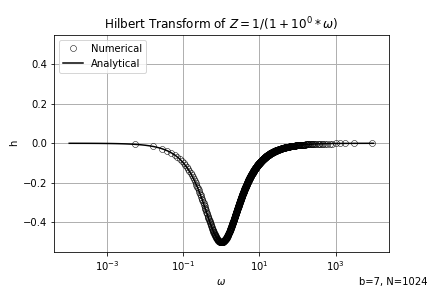 Hilbert Transform of $Z = 1/(1 + 10^0 * \omega)$
Numerical
Analytical
0.4
0.2
0.0
−0.2
−0.4
h
10^{-3} 10^{-1} 10^1 10^3
ω
b=7, N=1024